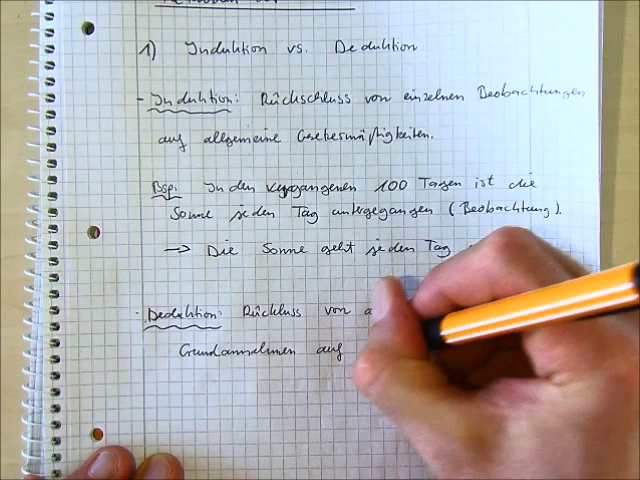 1) Induktion vs. Deduktion
- Induktion: Rückschluss von einzelnen Beobachtungen
auf allgemeine Gesetzmäßigkeiten.
Bsp: In den vergangenen 100 Tagen ist die
Sonne jeden Tag untergegangen (Beobachtung).
→ Die Sonne geht jeden Tag
- Deduktion: Rückluss von a
Grundannahmen auf